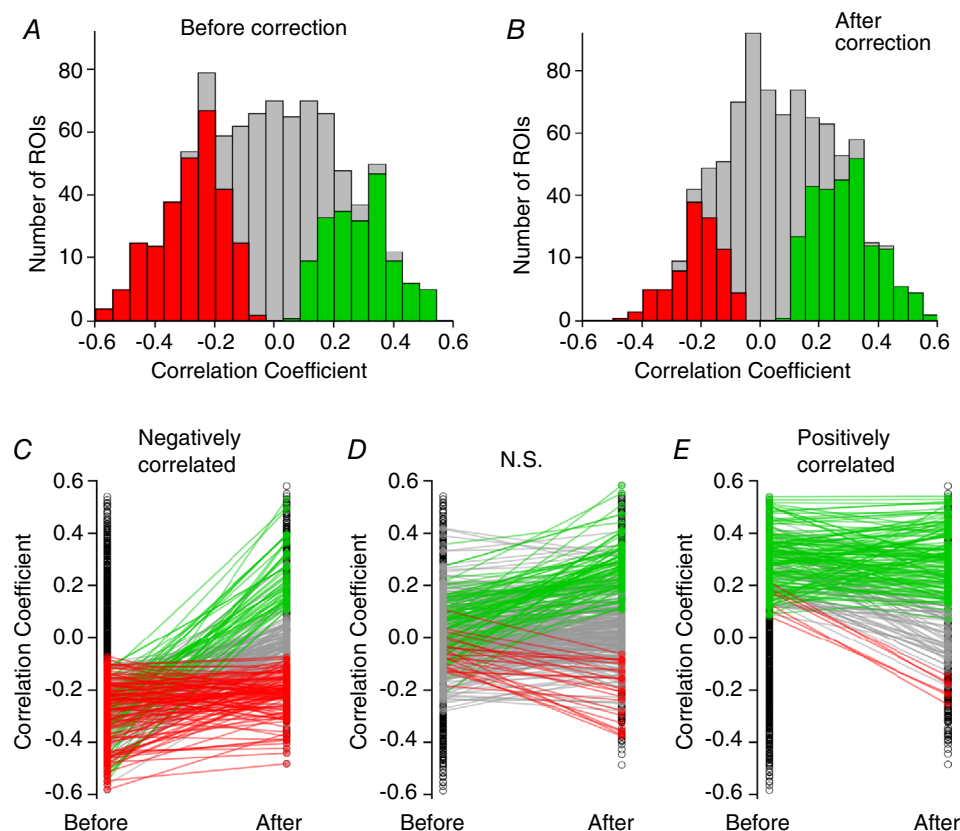 A
Before correction
80
60
40
10
0
Number of ROIs
-0.6
-0.4
-0.2
0.0
0.2
0.4
0.6
Correlation Coefficient
B
After
correction
80
60
40
10
0
Number of ROIs
-0.6
-0.4
-0.2
0.0
0.2
0.4
0.6
Correlation Coefficient
C
Negatively
correlated
0.6
0.4
0.2
0.0
-0.2
-0.4
-0.6
Correlation Coefficient
Before
After
D
N.S.
0.6
0.4
0.2
0.0
-0.2
-0.4
-0.6
Correlation Coefficient
Before
After
E
Positively
correlated
0.6
0.4
0.2
0.0
-0.2
-0.4
-0.6
Correlation Coefficient
Before
After